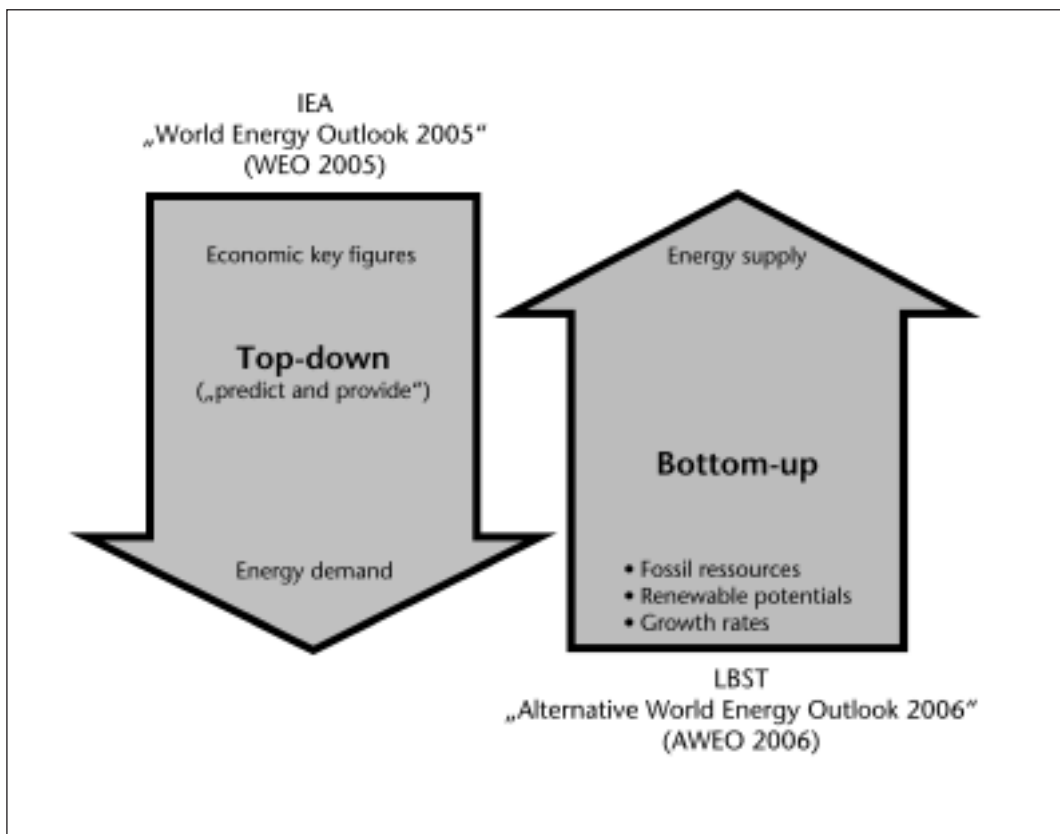 IEA
„World Energy Outlook 2005“
(WEO 2005)
Economic key figures
Top-down
(„predict and provide“)
Energy demand
Energy supply
Bottom-up
• Fossil ressources
• Renewable potentials
• Growth rates
LBST
„Alternative World Energy Outlook 2006“
(AWEO 2006)